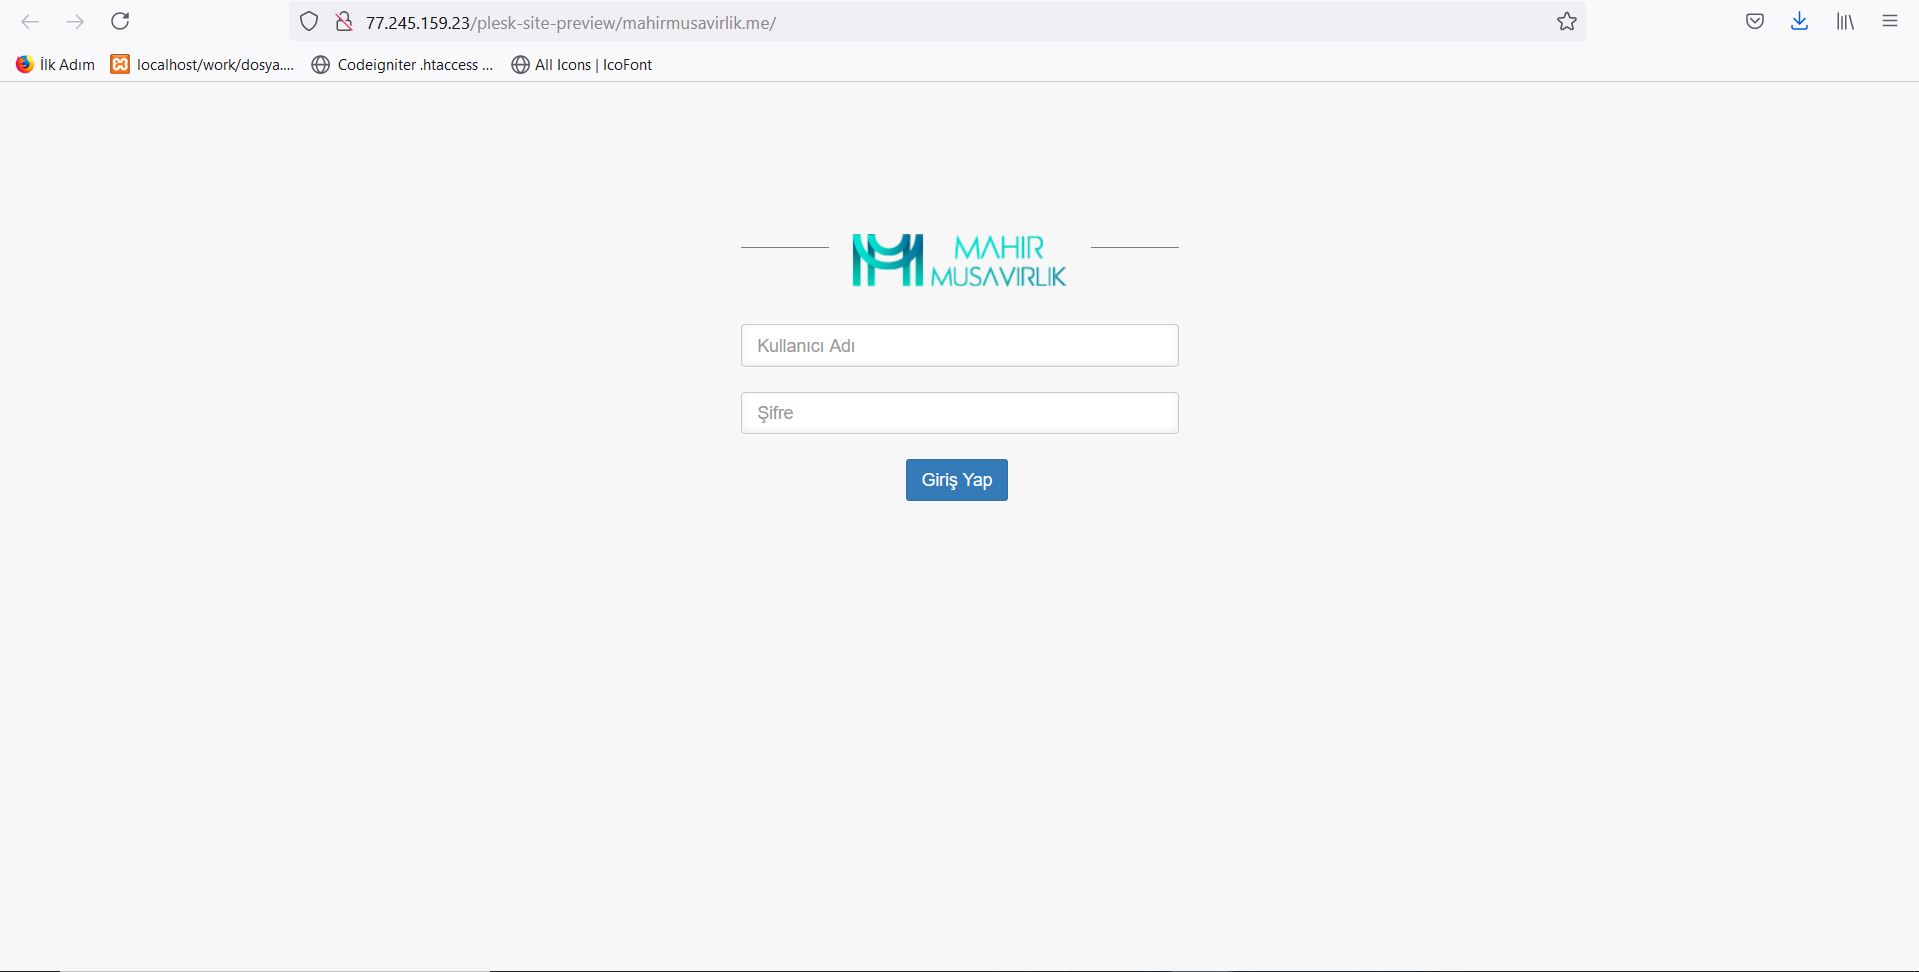 77.245.159.23/plesk-site-preview/mahirmusavirlik.me/
İlk Adım
localhost/work/dosya....
Codeigniter .htaccess ...
All Icons | IcoFont
MAHIR
MUSAVIRLIK
Kullanıcı Adı
Şifre
Giriş Yap